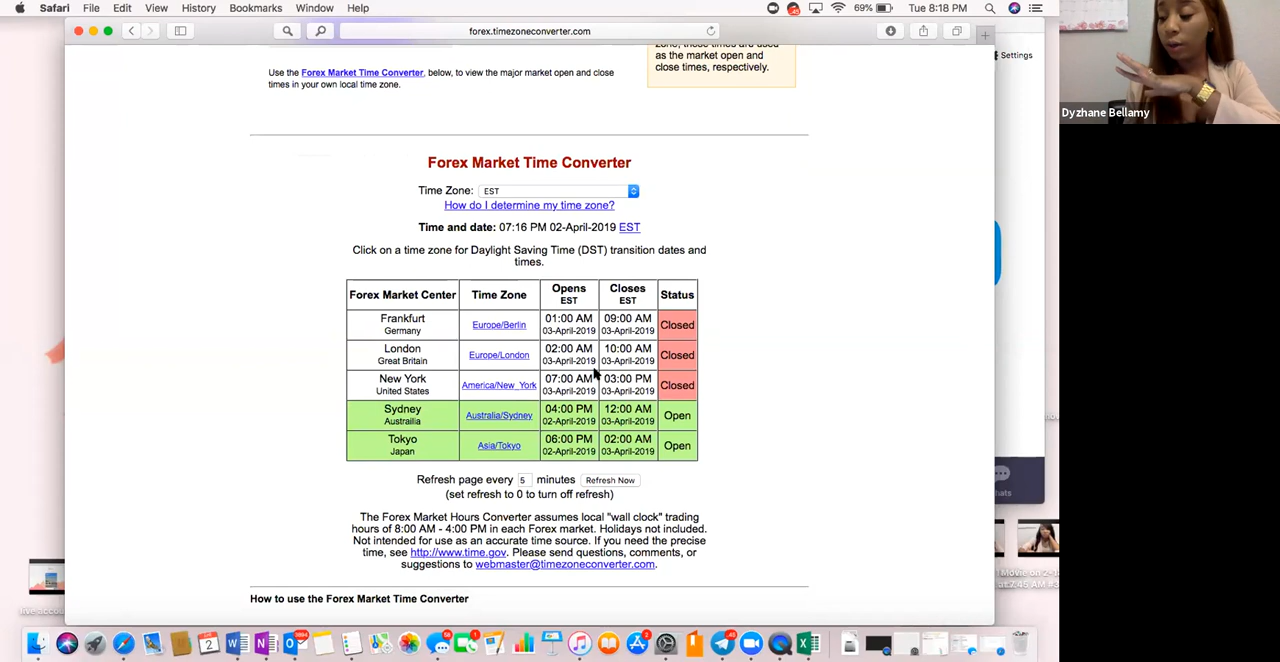 Safari File Edit View History Bookmarks Window Help 69% Tue 8:18 PM
forex.timezoneconverter.com
Settings
zone, these times are used
as the market open and
close times, respectively.
Use the Forex Market Time Converter, below, to view the major market open and close
times in your own local time zone.
Dyzhane Bellamy
Forex Market Time Converter
Time Zone: EST
How do I determine my time zone?
Time and date: 07:16 PM 02-April-2019 EST
Click on a time zone for Daylight Saving Time (DST) transition dates and
times.
Forex Market Center Time Zone Opens EST Closes EST Status
Frankfurt Germany Europe/Berlin 01:00 AM 03-April-2019 09:00 AM 03-April-2019 Closed
London Great Britain Europe/London 02:00 AM 03-April-2019 10:00 AM 03-April-2019 Closed
New York United States America/New_York 07:00 AM 03-April-2019 03:00 PM 03-April-2019 Closed
Sydney Austrailia Australia/Sydney 04:00 PM 02-April-2019 12:00 AM 03-April-2019 Open
Tokyo Japan Asia/Tokyo 06:00 PM 02-April-2019 02:00 AM 03-April-2019 Open
Refresh page every 5 minutes Refresh Now
(set refresh to 0 to turn off refresh)
The Forex Market Hours Converter assumes local "wall clock" trading
hours of 8:00 AM - 4:00 PM in each Forex market. Holidays not included.
Not intended for use as an accurate time source. If you need the precise
time, see http://www.time.gov. Please send questions, comments, or
suggestions to webmaster@timezoneconverter.com.
How to use the Forex Market Time Converter